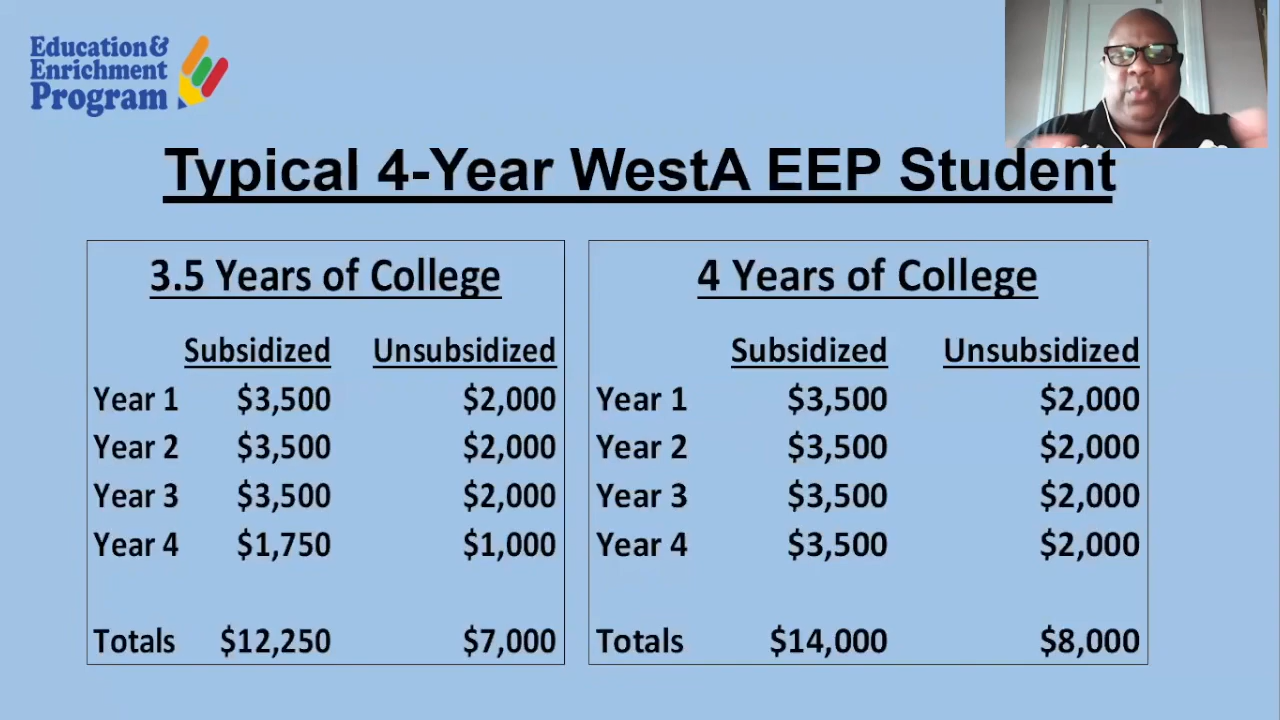 Education&
Enrichment
Program
Typical 4-Year WestA EEP Student
3.5 Years of College
Subsidized Unsubsidized
Year 1 $3,500 $2,000
Year 2 $3,500 $2,000
Year 3 $3,500 $2,000
Year 4 $1,750 $1,000
Totals $12,250 $7,000
4 Years of College
Subsidized Unsubsidized
Year 1 $3,500 $2,000
Year 2 $3,500 $2,000
Year 3 $3,500 $2,000
Year 4 $3,500 $2,000
Totals $14,000 $8,000